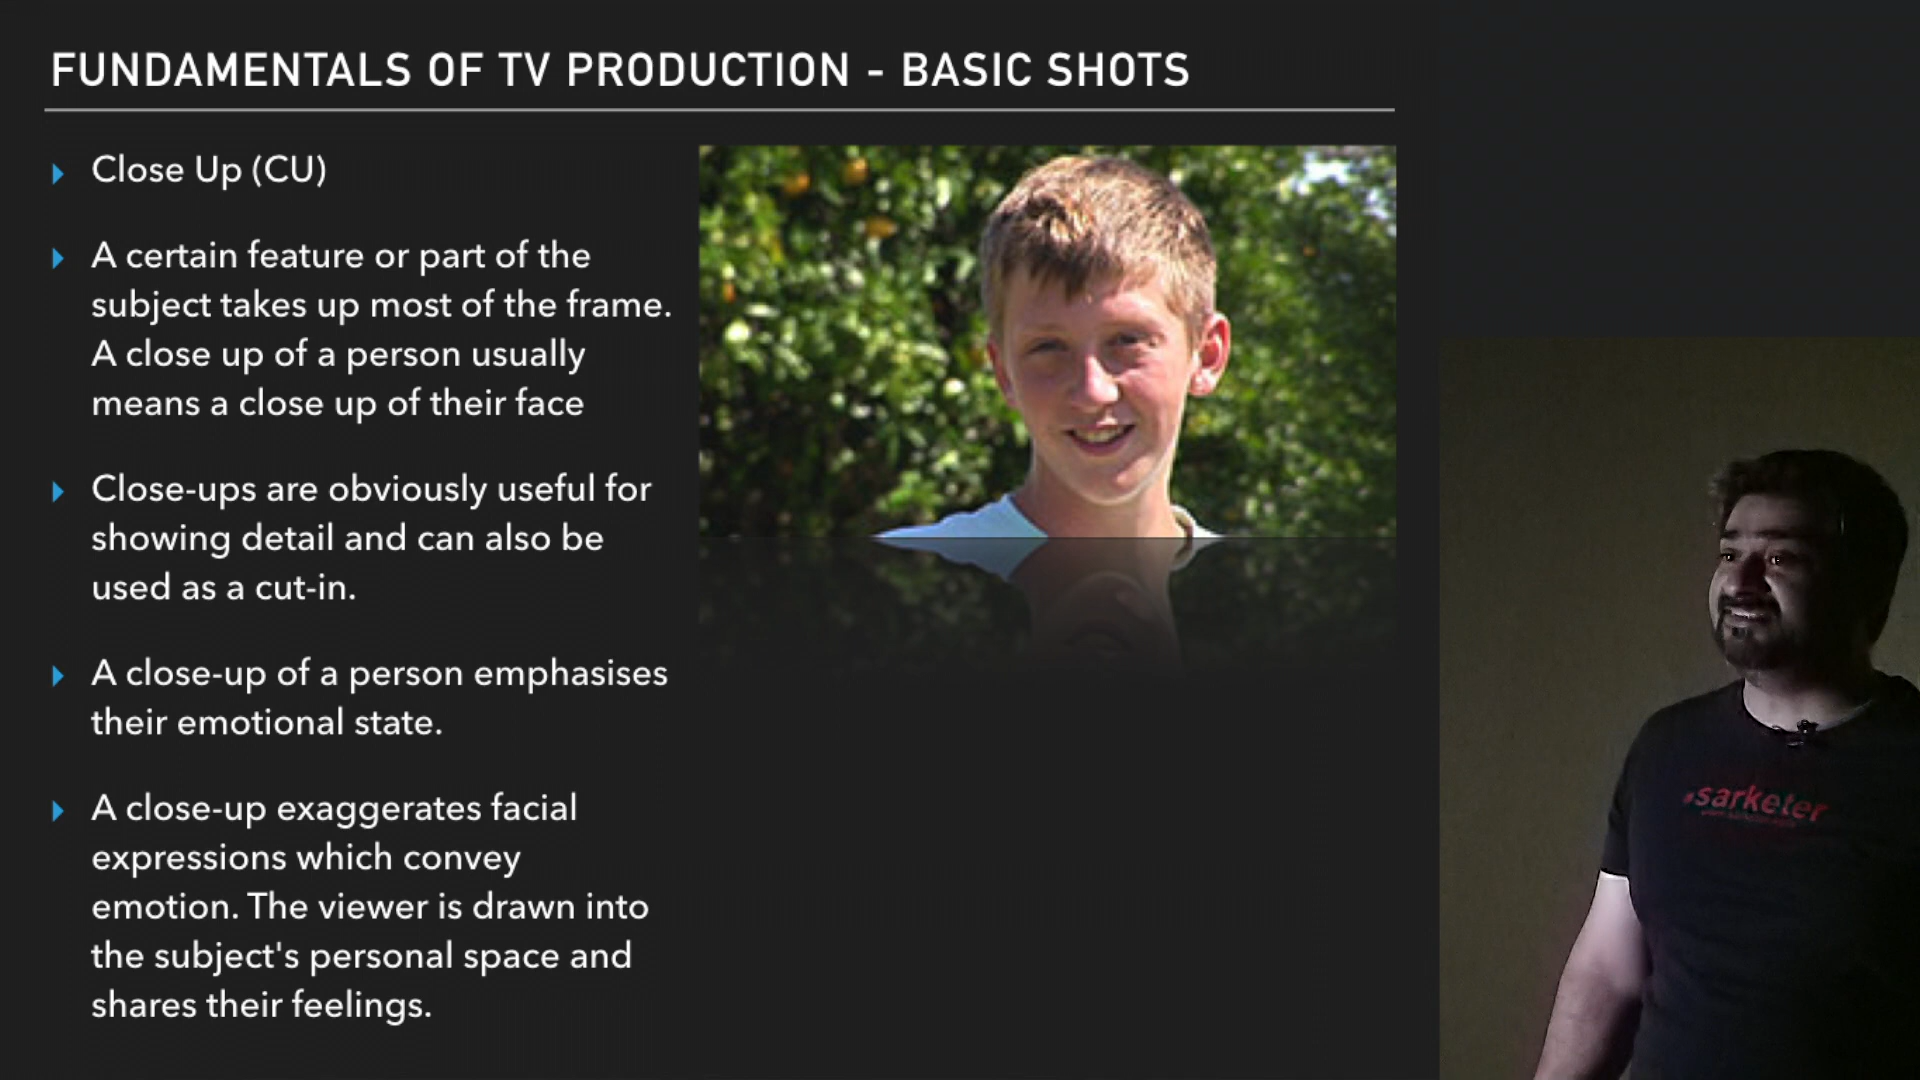 FUNDAMENTALS OF TV PRODUCTION - BASIC SHOTS
Close Up (CU)
A certain feature or part of the
subject takes up most of the frame.
A close up of a person usually
means a close up of their face
Close-ups are obviously useful for
showing detail and can also be
used as a cut-in.
A close-up of a person emphasises
their emotional state.
A close-up exaggerates facial
expressions which convey
emotion. The viewer is drawn into
the subject's personal space and
shares their feelings.
sarketer